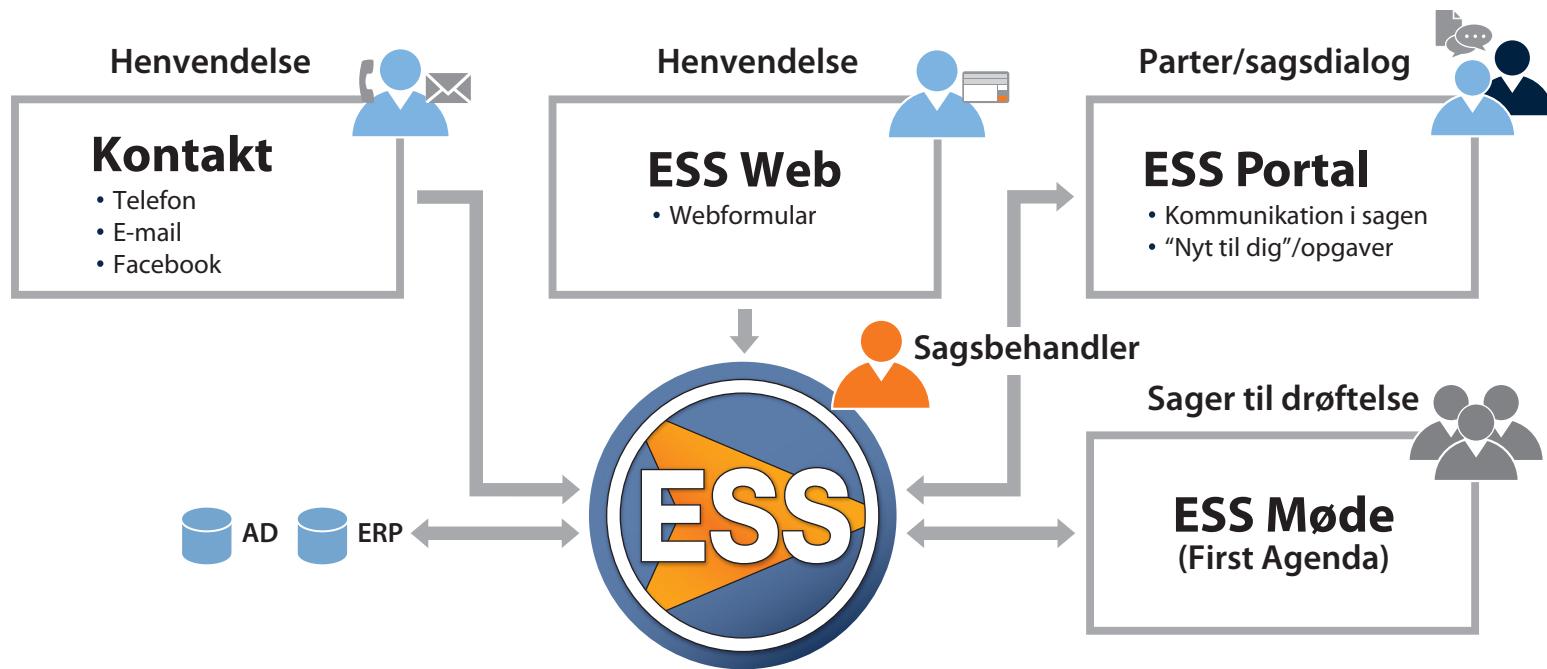 Henvendelse
Kontakt
• Telefon
• E-mail
• Facebook
Henvendelse
ESS Web
• Webformular
Parter/sagsdialog
ESS Portal
• Kommunikation i sagen
• “Nyt til dig”/opgaver
Sagsbehandler
ESS
AD
ERP
Sager til drøftelse
ESS Møde
(First Agenda)